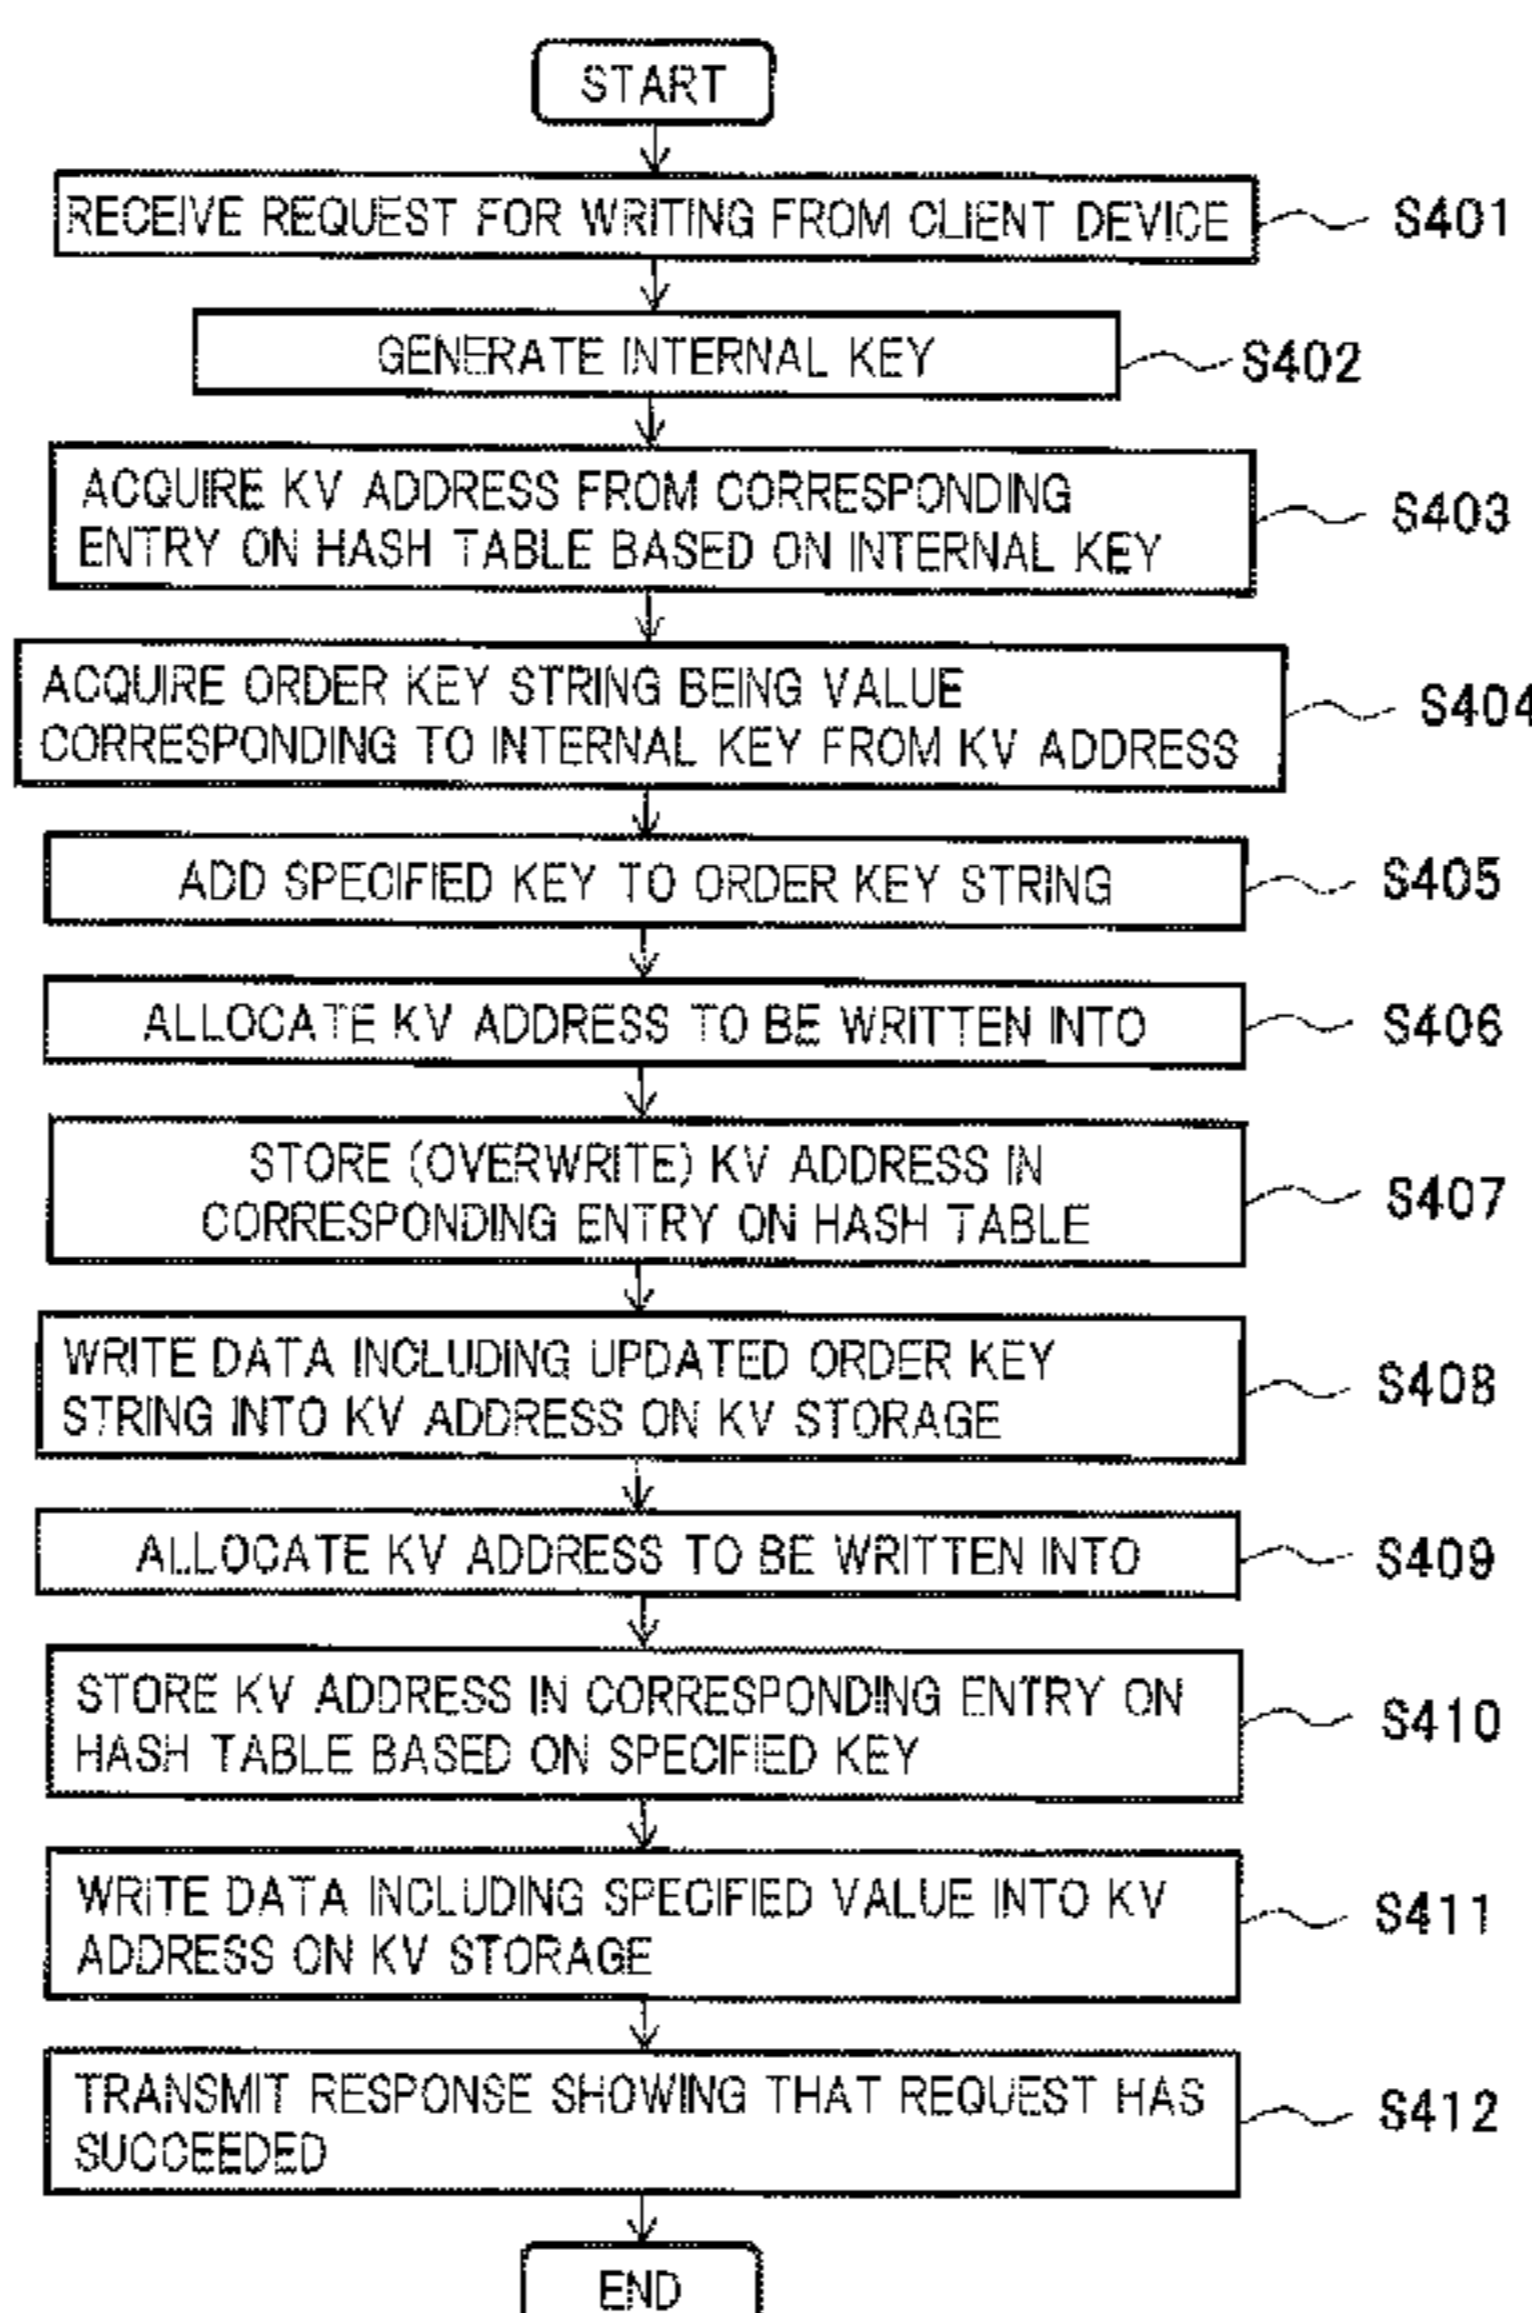 START
RECEIVE REQUEST FOR WRITING FROM CLIENT DEVICE
S401
GENERATE INTERNAL KEY
S402
ACQUIRE KV ADDRESS FROM CORRESPONDING
ENTRY ON HASH TABLE BASED ON INTERNAL KEY
S403
ACQUIRE ORDER KEY STRING BEING VALUE
CORRESPONDING TO INTERNAL KEY FROM KV ADDRESS
S404
ADD SPECIFIED KEY TO ORDER KEY STRING
S405
ALLOCATE KV ADDRESS TO BE WRITTEN INTO
S406
STORE (OVERWRITE) KV ADDRESS IN
CORRESPONDING ENTRY ON HASH TABLE
S407
WRITE DATA INCLUDING UPDATED ORDER KEY
STRING INTO KV ADDRESS ON KV STORAGE
S408
ALLOCATE KV ADDRESS TO BE WRITTEN INTO
S409
STORE KV ADDRESS IN CORRESPONDING ENTRY ON
HASH TABLE BASED ON SPECIFIED KEY
S410
WRITE DATA INCLUDING SPECIFIED VALUE INTO KV
ADDRESS ON KV STORAGE
S411
TRANSMIT RESPONSE SHOWING THAT REQUEST HAS
SUCCEEDED
S412
END